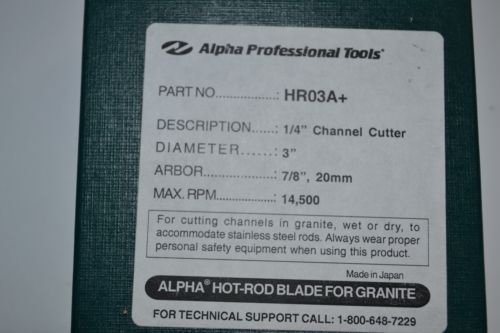 Alpha Professional Tools®
PART NO................: HR03A+
DESCRIPTION......: 1/4" Channel Cutter
DIAMETER......: 3"
ARBOR..................: 7/8", 20mm
MAX. RPM..............: 14,500
For cutting channels in granite, wet or dry, to
accommodate stainless steel rods. Always wear proper
personal safety equipment when using this product.
Made in Japan
ALPHA® HOT-ROD BLADE FOR GRANITE
FOR TECHNICAL SUPPORT CALL: 1-800-648-7229